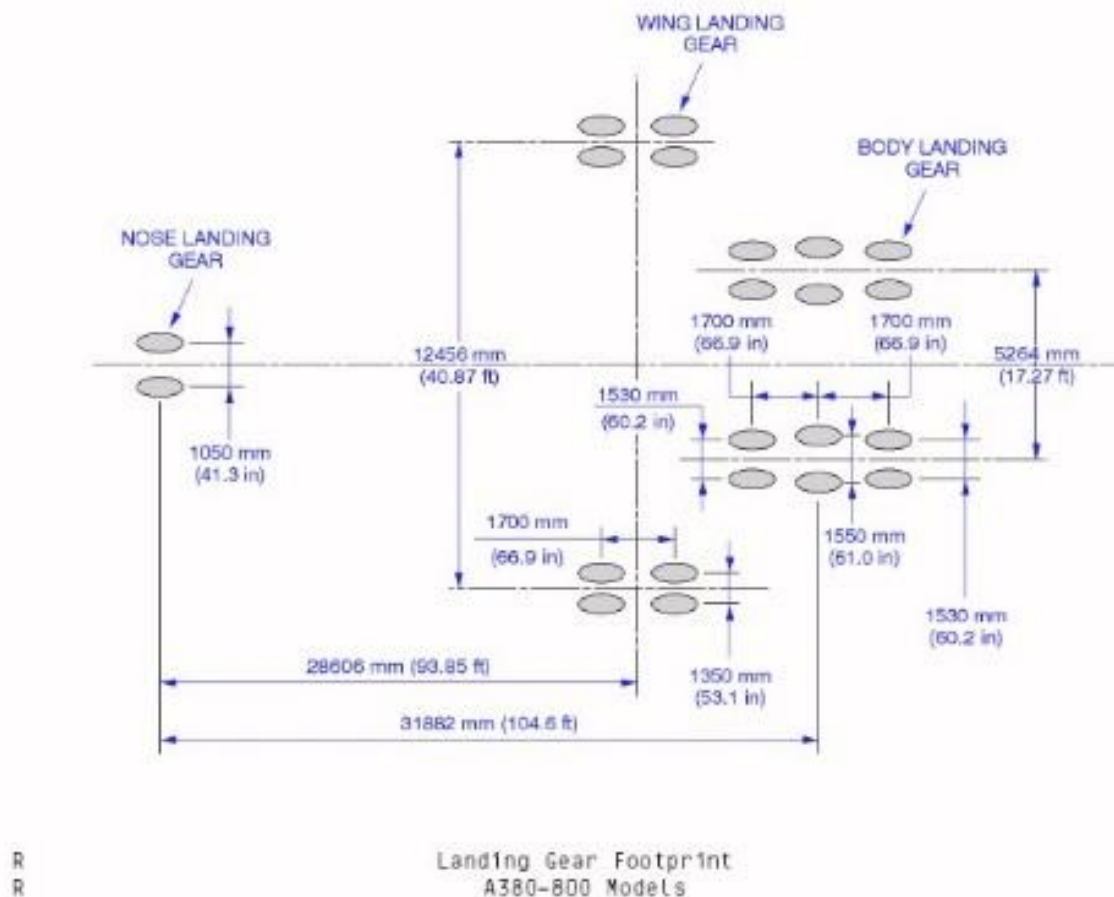 WING LANDING
GEAR
BODY LANDING
GEAR
NOSE LANDING
GEAR
1700 mm
(66.9 in)
1700 mm
(66.9 in)
12456 mm
(40.87 ft)
5264 mm
(17.27 ft)
1530 mm
(60.2 in)
1050 mm
(41.3 in)
1700 mm
(66.9 in)
1550 mm
(61.0 in)
1530 mm
(60.2 in)
28606 mm (93.85 ft)
1350 mm
(53.1 in)
31882 mm (104.6 ft)
R Landing Gear Footprint
R A380-800 Models